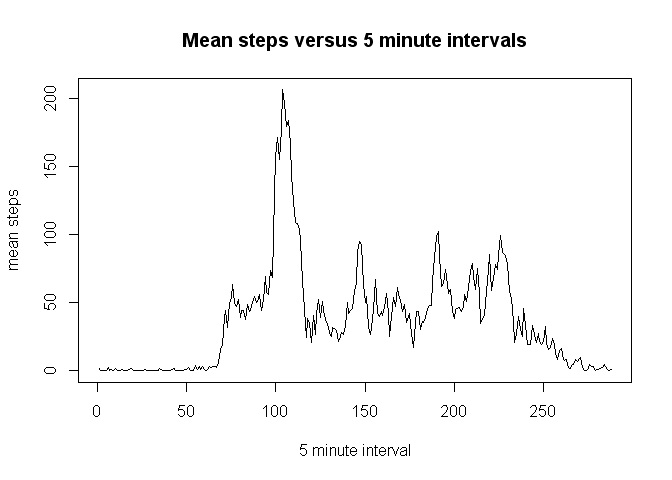 Mean steps versus 5 minute intervals
200
150
100
50
0
mean steps
0 50 100 150 200 250
5 minute interval